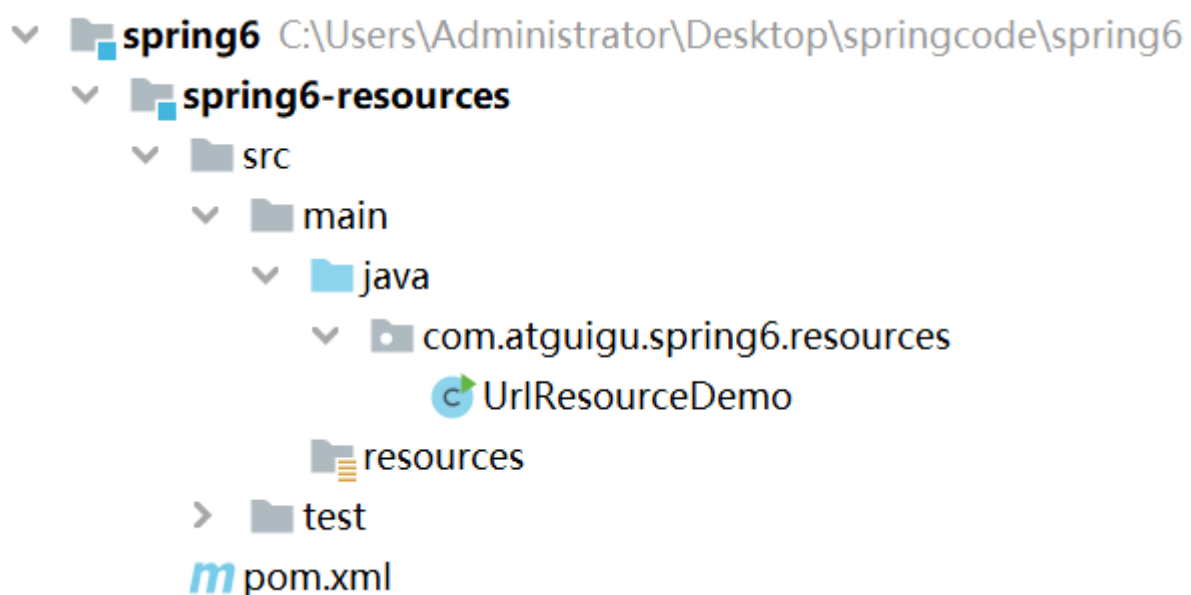 spring6 C:\Users\Administrator\Desktop\springcode\spring6
spring6-resources
src
main
java
com.atguigu.spring6.resources
C UrlResourceDemo
resources
test
m pom.xml